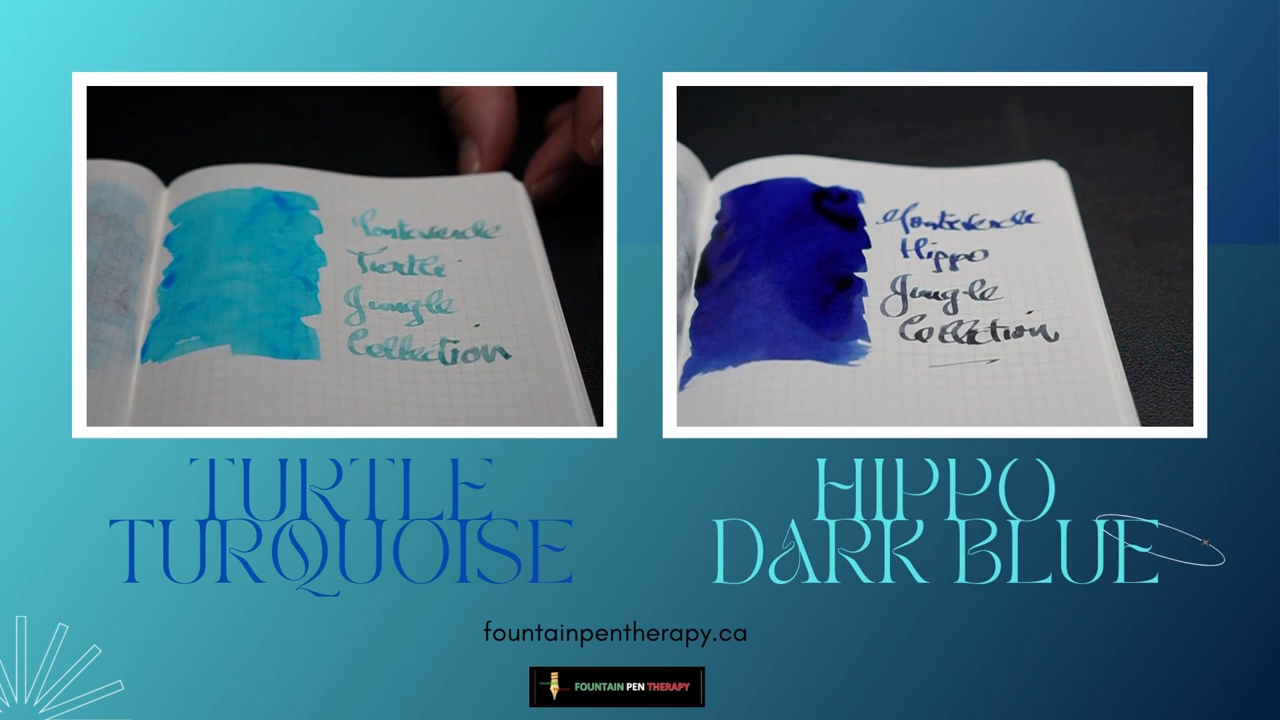 Monteverde
Turtle
Jungle
Collection
Monteverde
Hippo
Jungle
Collection
TURTLE
TURQUOISE
HIPPO
DARK BLUE
fountainpentherapy.ca
FOUNTAIN PEN THERAPY